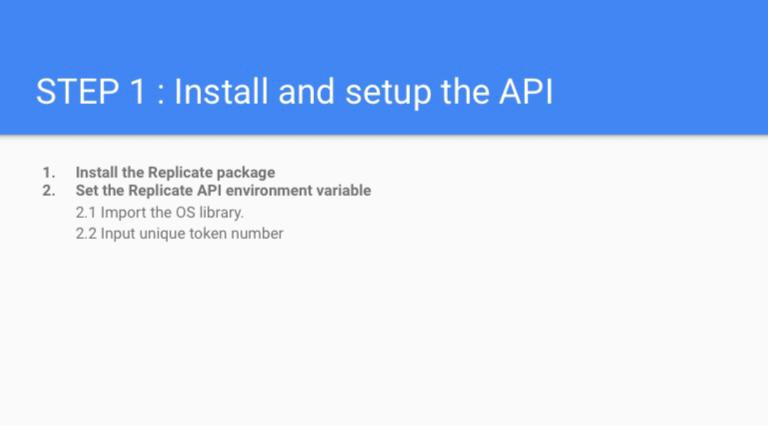 STEP 1 : Install and setup the API
1. Install the Replicate package
2. Set the Replicate API environment variable
2.1 Import the OS library.
2.2 Input unique token number